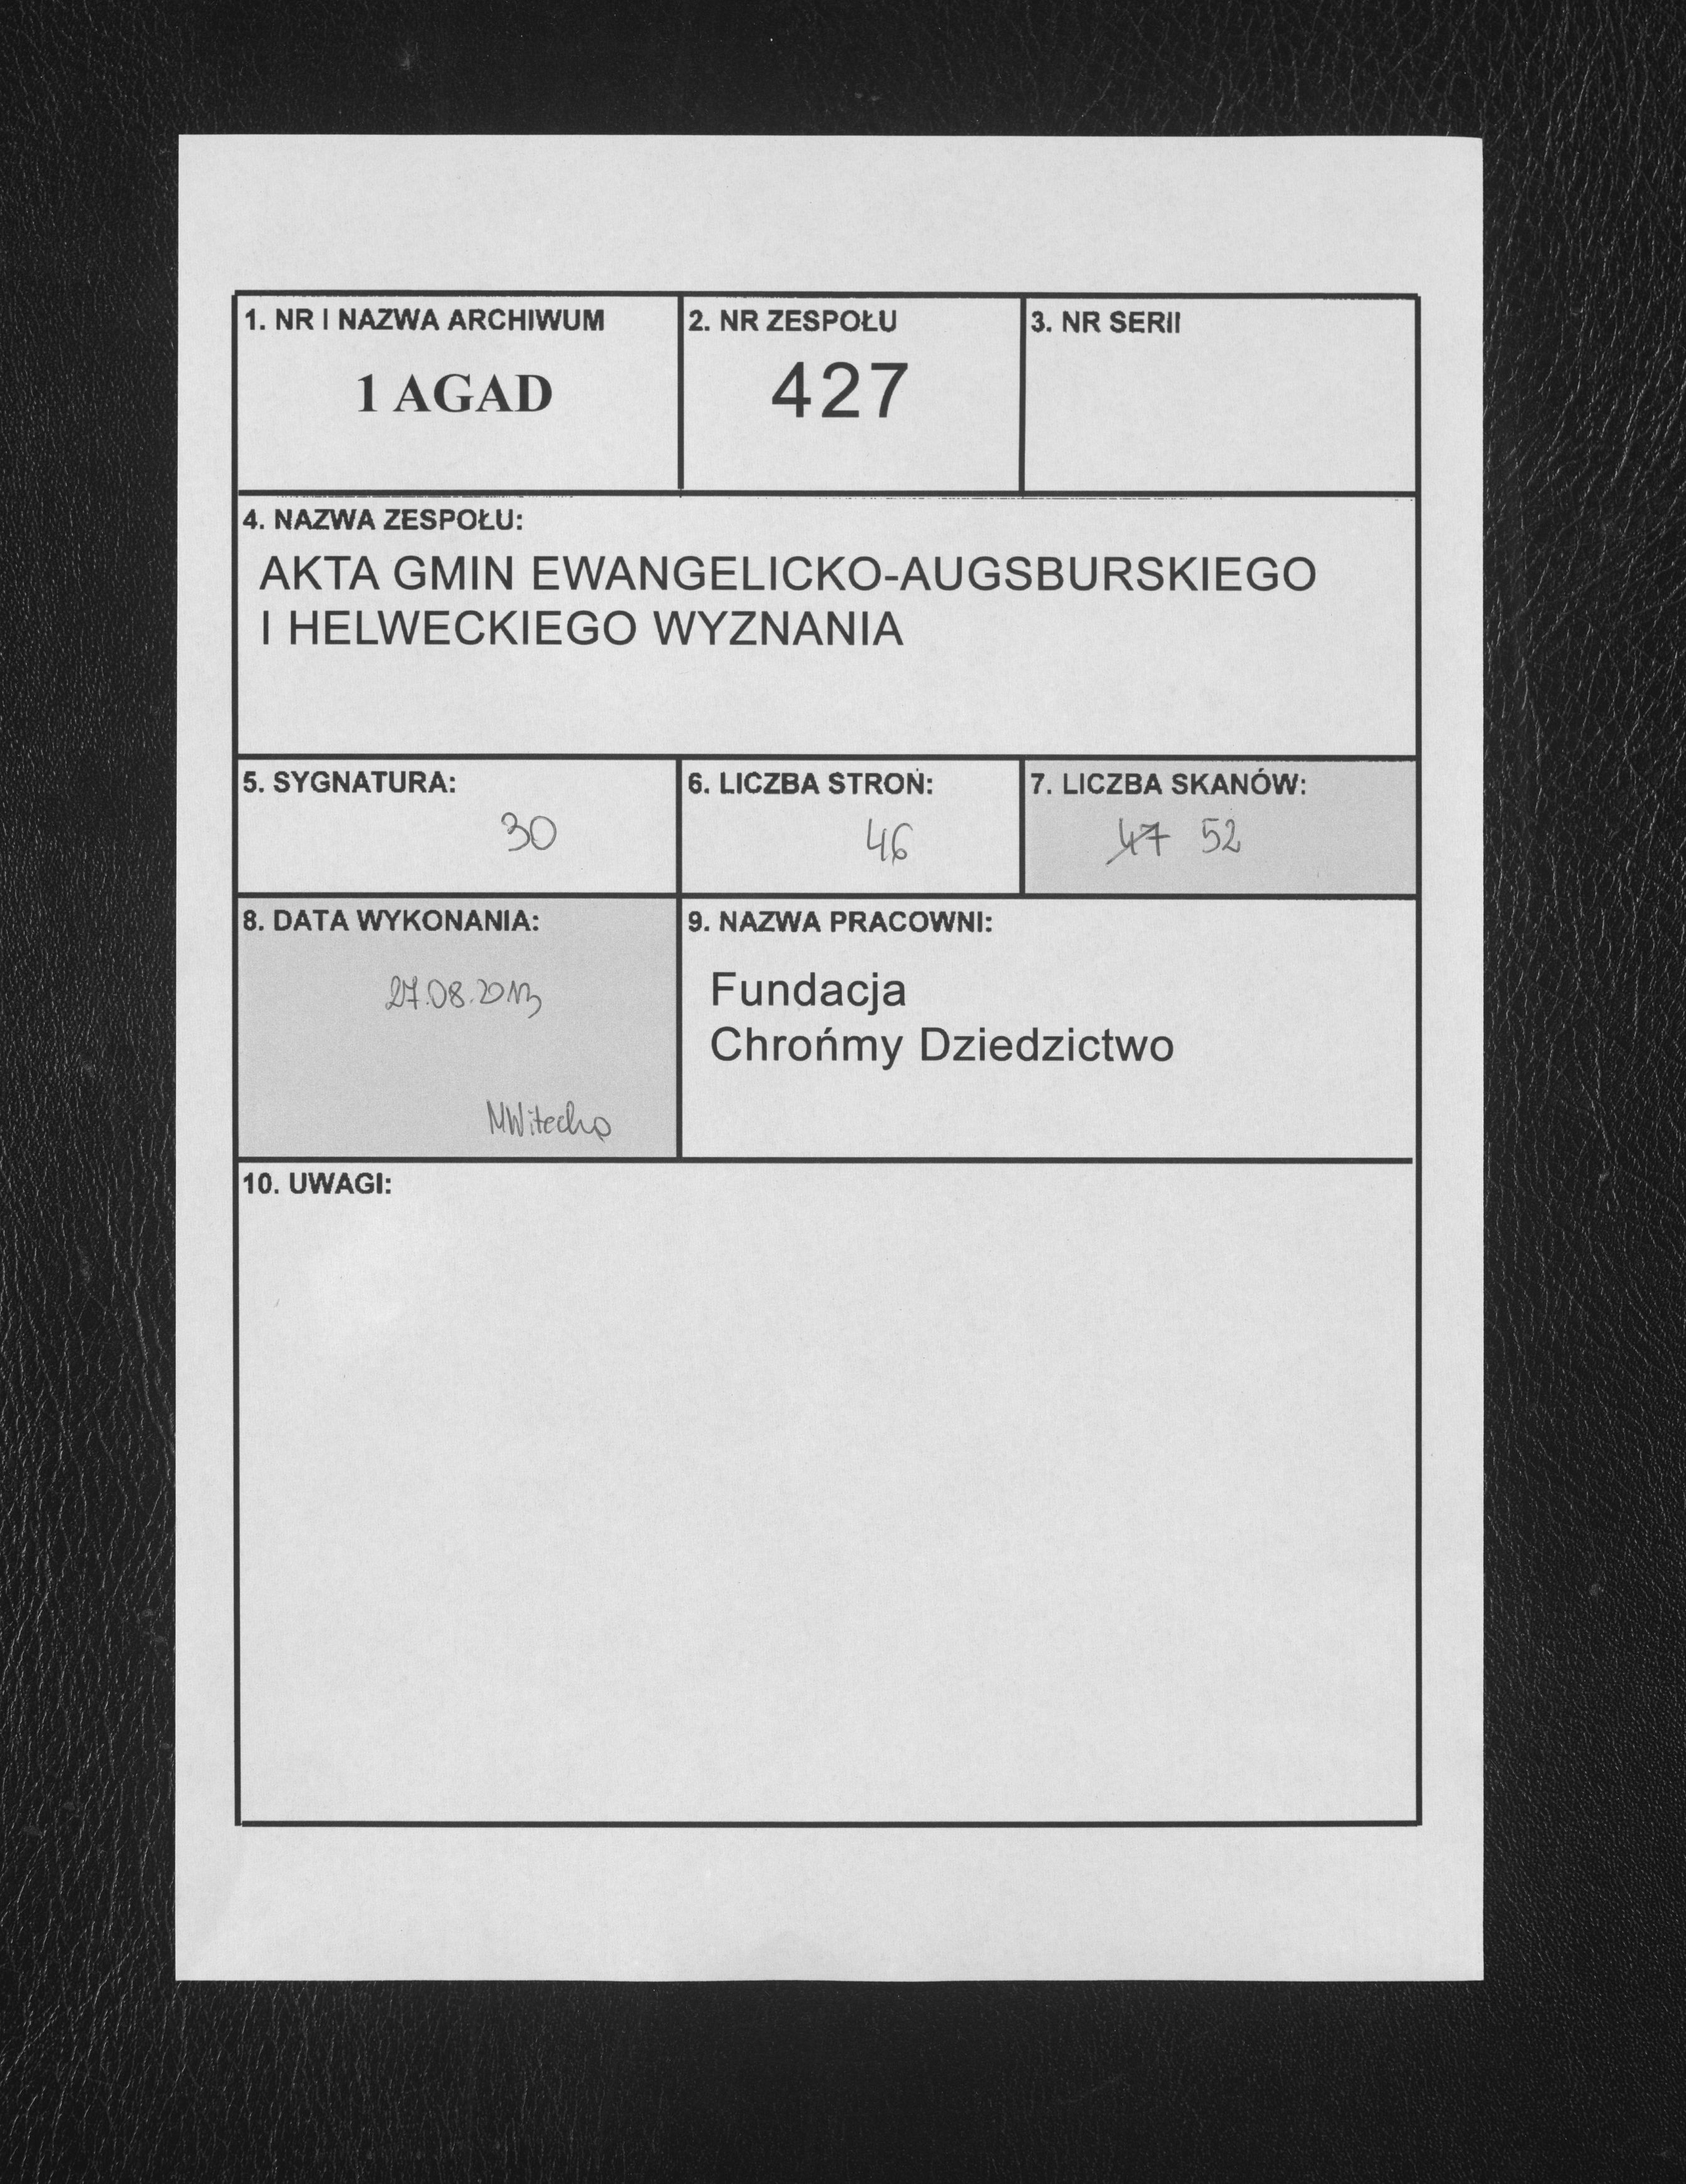 1. NR I NAZWA ARCHIWUM
1 AGAD
2. NR ZESPOŁU
427
3. NR SERII
4. NAZWA ZESPOŁU:
AKTA GMIN EWANGELICKO-AUGSBURSKIEGO
I HELWECKIEGO WYZNANIA
5. SYGNATURA:
30
6. LICZBA STRON:
46
7. LICZBA SKANÓW:
47 52
8. DATA WYKONANIA:
27.08.2013
9. NAZWA PRACOWNI:
Fundacja
Chrońmy Dziedzictwo
10. UWAGI: